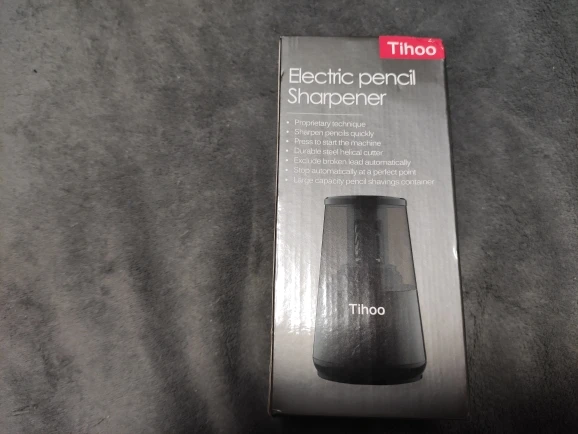 Tihoo
Electric pencil
Sharpener
• Proprietary technique
• Sharpen pencils quickly
• Press to start the machine
• Durable steel helical cutter
• Exclude broken lead automatically
• Stop automatically at a perfect point
• Large capacity pencil shavings container
Tihoo